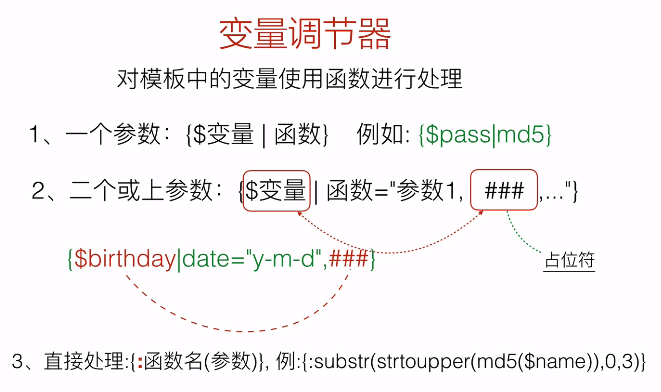 变量调节器
对模板中的变量使用函数进行处理
1、一个参数：{$变量 | 函数} 例如: {$pass|md5}
2、二个或上参数：{$变量 | 函数="参数1, ### ,..."}
{$birthday|date="y-m-d",###}
占位符
3、直接处理:{:函数名(参数)}, 例:{:substr(strtoupper(md5($name)),0,3)}